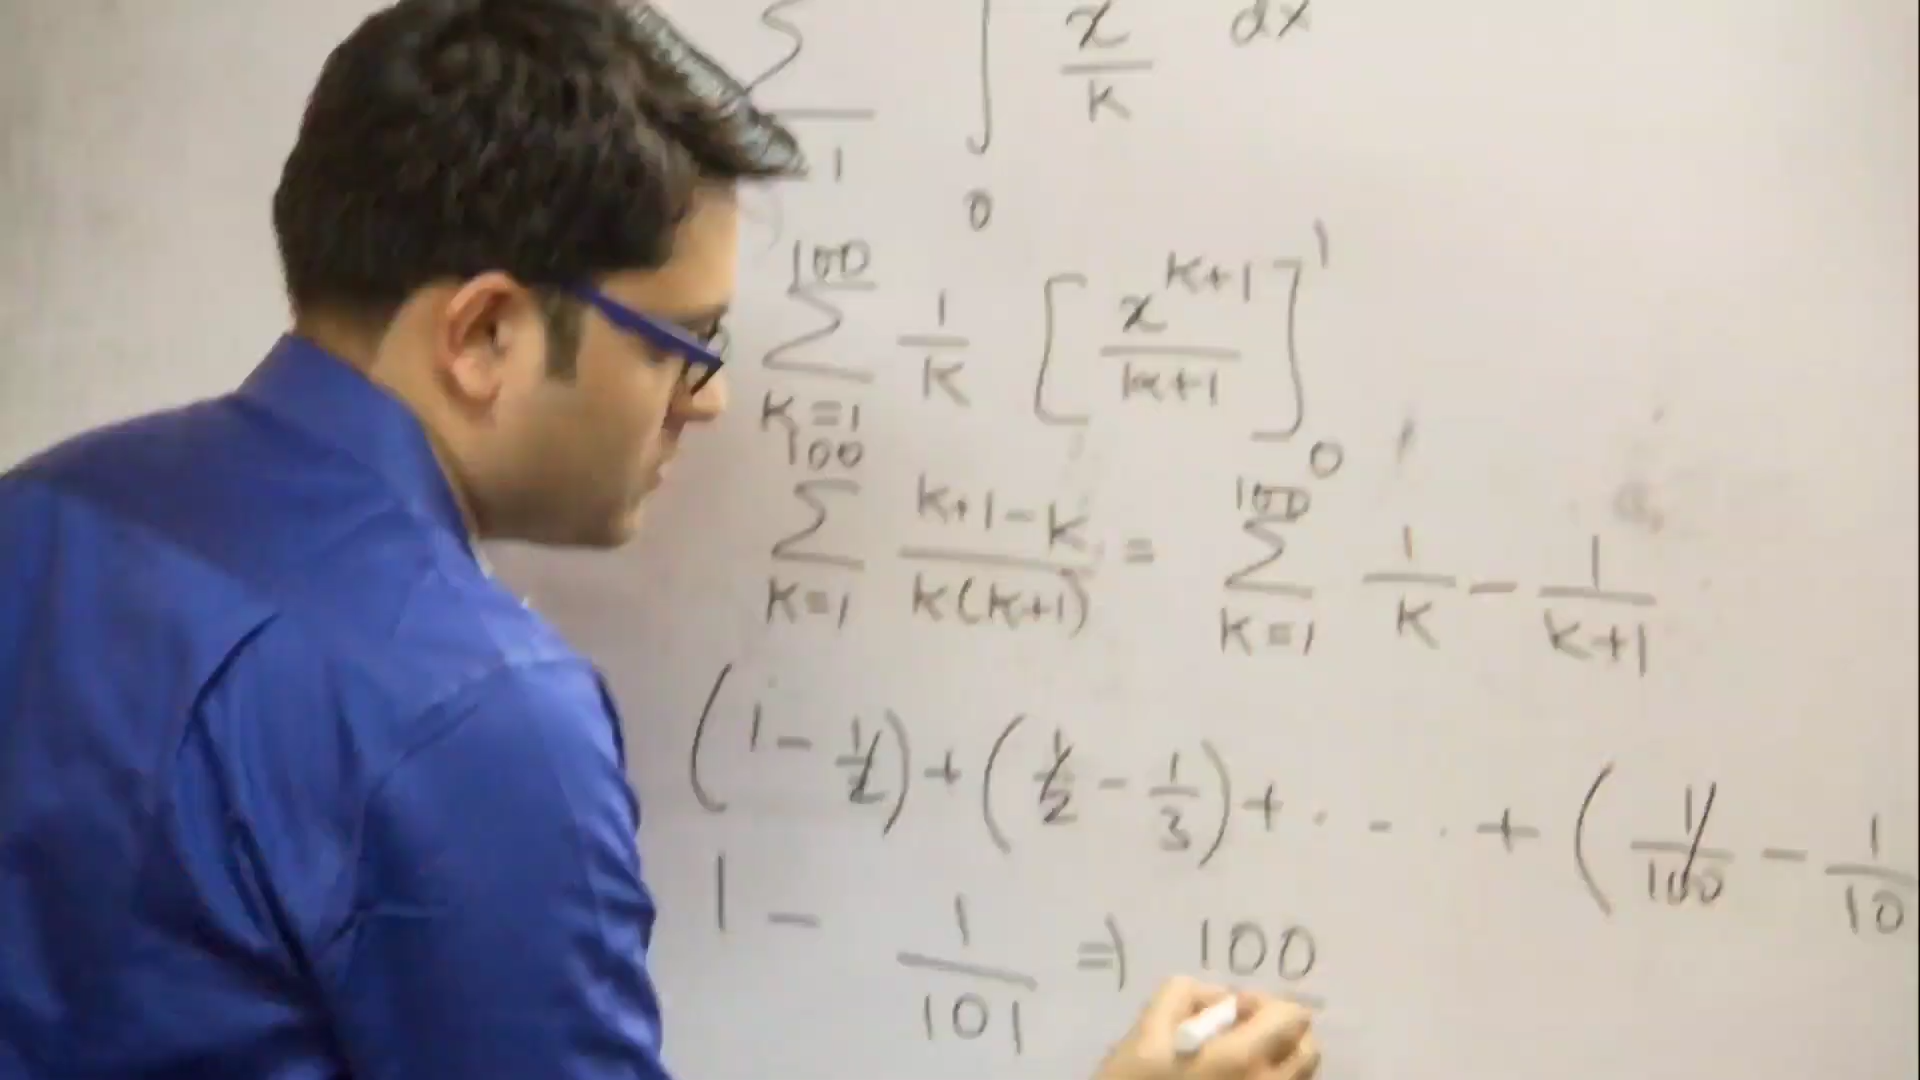 ∑ ∫ x/k dx
1 0
100 ∑ k=1 1/k [x^(k+1)/(k+1)] 1 0
100 ∑ k=1 (k+1-k)/(k(k+1)) = 100 ∑ k=1 1/k - 1/(k+1)
(1 - 1/2) + (1/2 - 1/3) + . - . + (1/100 - 1/10
1 - 1/101 ⇒ 100